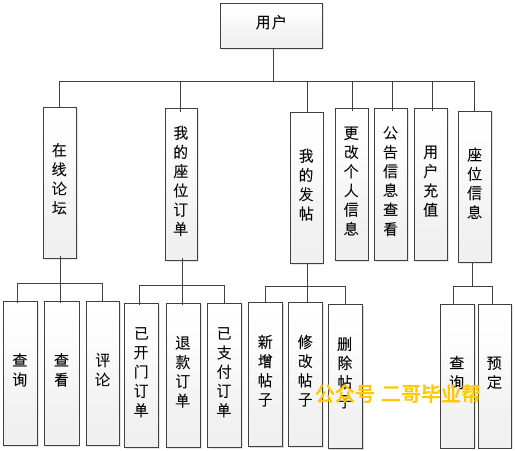 用户
在线论坛
我的座位订单
我的发帖
更改个人信息
公告信息查看
用户充值
座位信息
查询
查看
评论
已开门订单
退款订单
已支付订单
新增帖子
修改帖子
删除帖子
查询
预定
公众号 二哥毕业帮